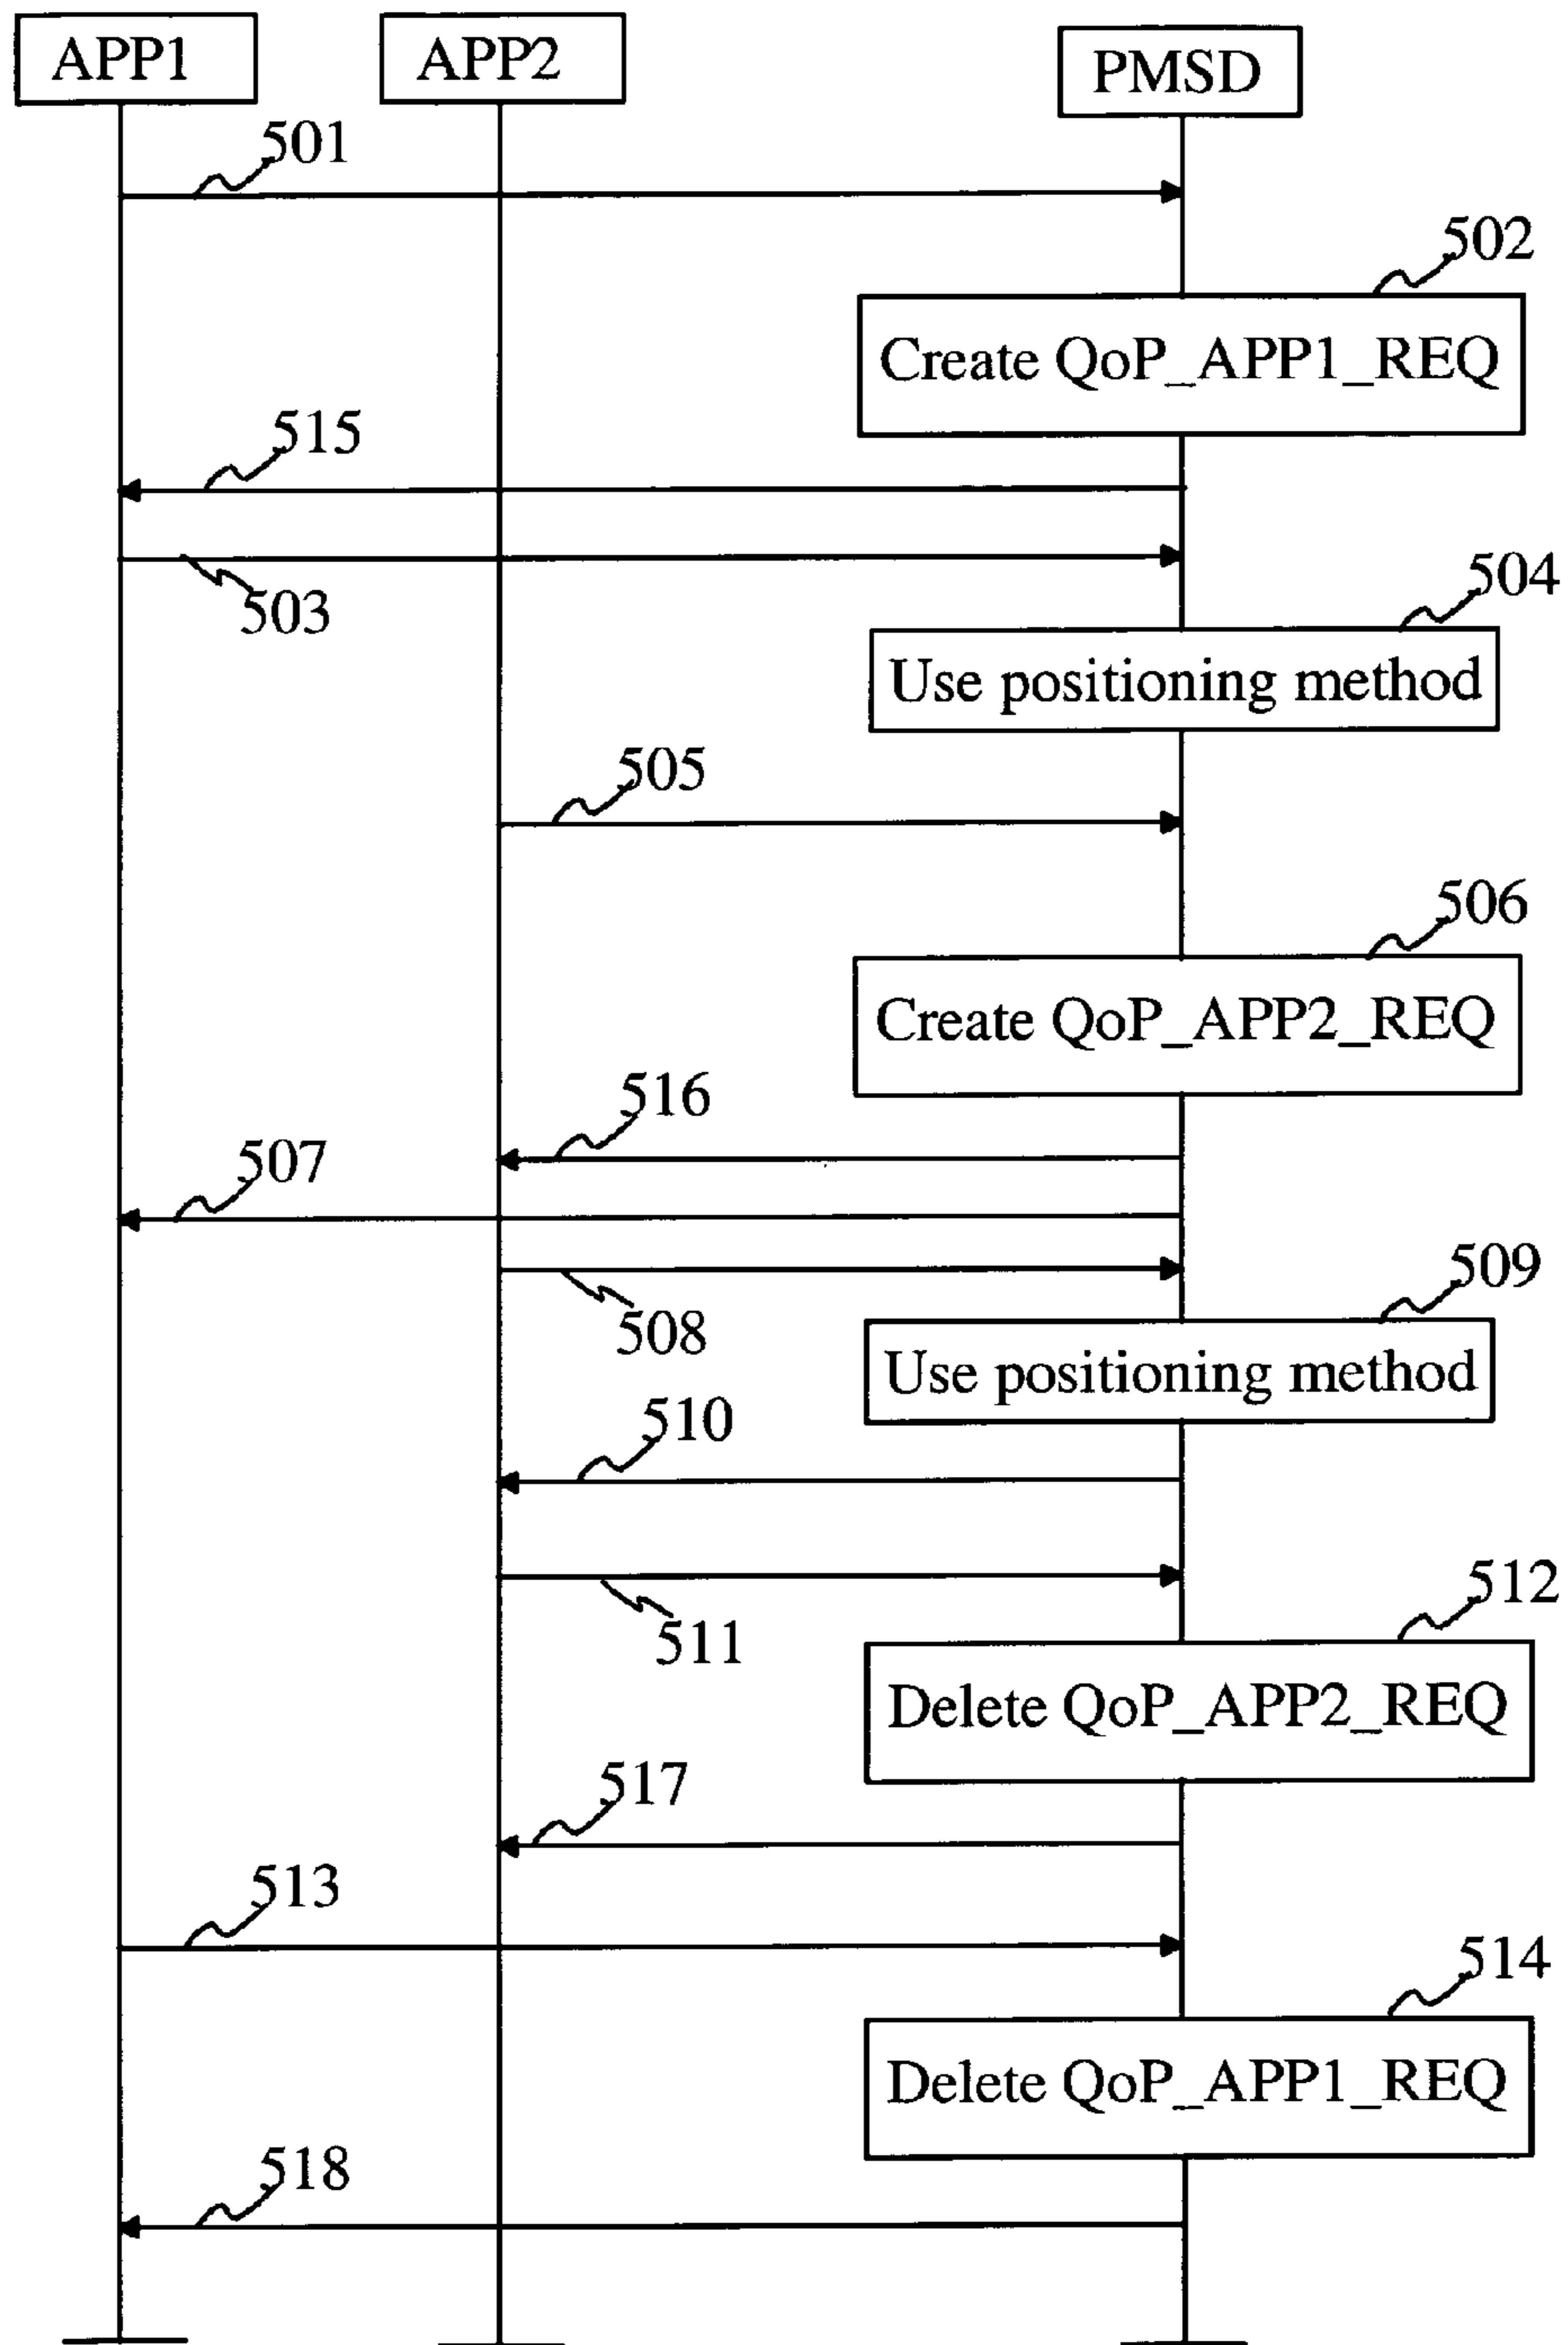 APP1
APP2
PMSD
501
502
Create QoP_APP1_REQ
515
503
504
Use positioning method
505
506
Create QoP_APP2_REQ
516
507
508
509
Use positioning method
510
511
512
Delete QoP_APP2_REQ
517
513
514
Delete QoP_APP1_REQ
518